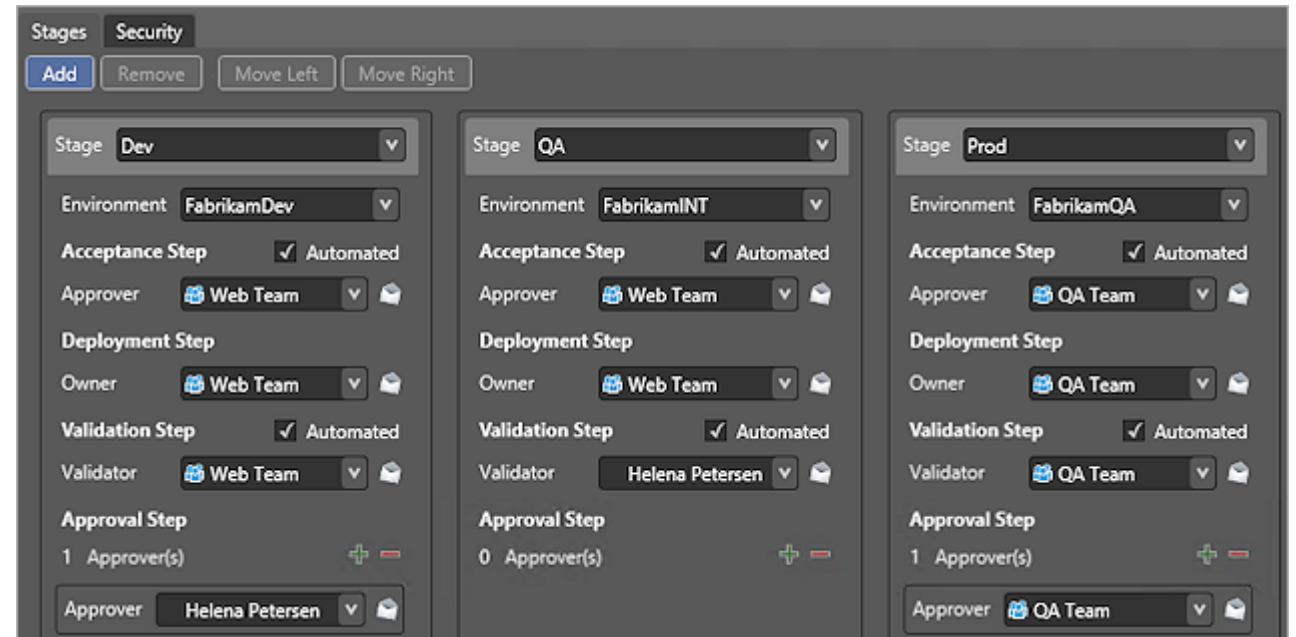 Stages Security
Add Remove Move Left Move Right
Stage Dev
Environment FabrikamDev
Acceptance Step Automated
Approver Web Team
Deployment Step
Owner Web Team
Validation Step Automated
Validator Web Team
Approval Step
1 Approver(s)
Approver Helena Petersen
Stage QA
Environment FabrikamINT
Acceptance Step Automated
Approver Web Team
Deployment Step
Owner Web Team
Validation Step Automated
Validator Helena Petersen
Approval Step
0 Approver(s)
Stage Prod
Environment FabrikamQA
Acceptance Step Automated
Approver QA Team
Deployment Step
Owner QA Team
Validation Step Automated
Validator QA Team
Approval Step
1 Approver(s)
Approver QA Team